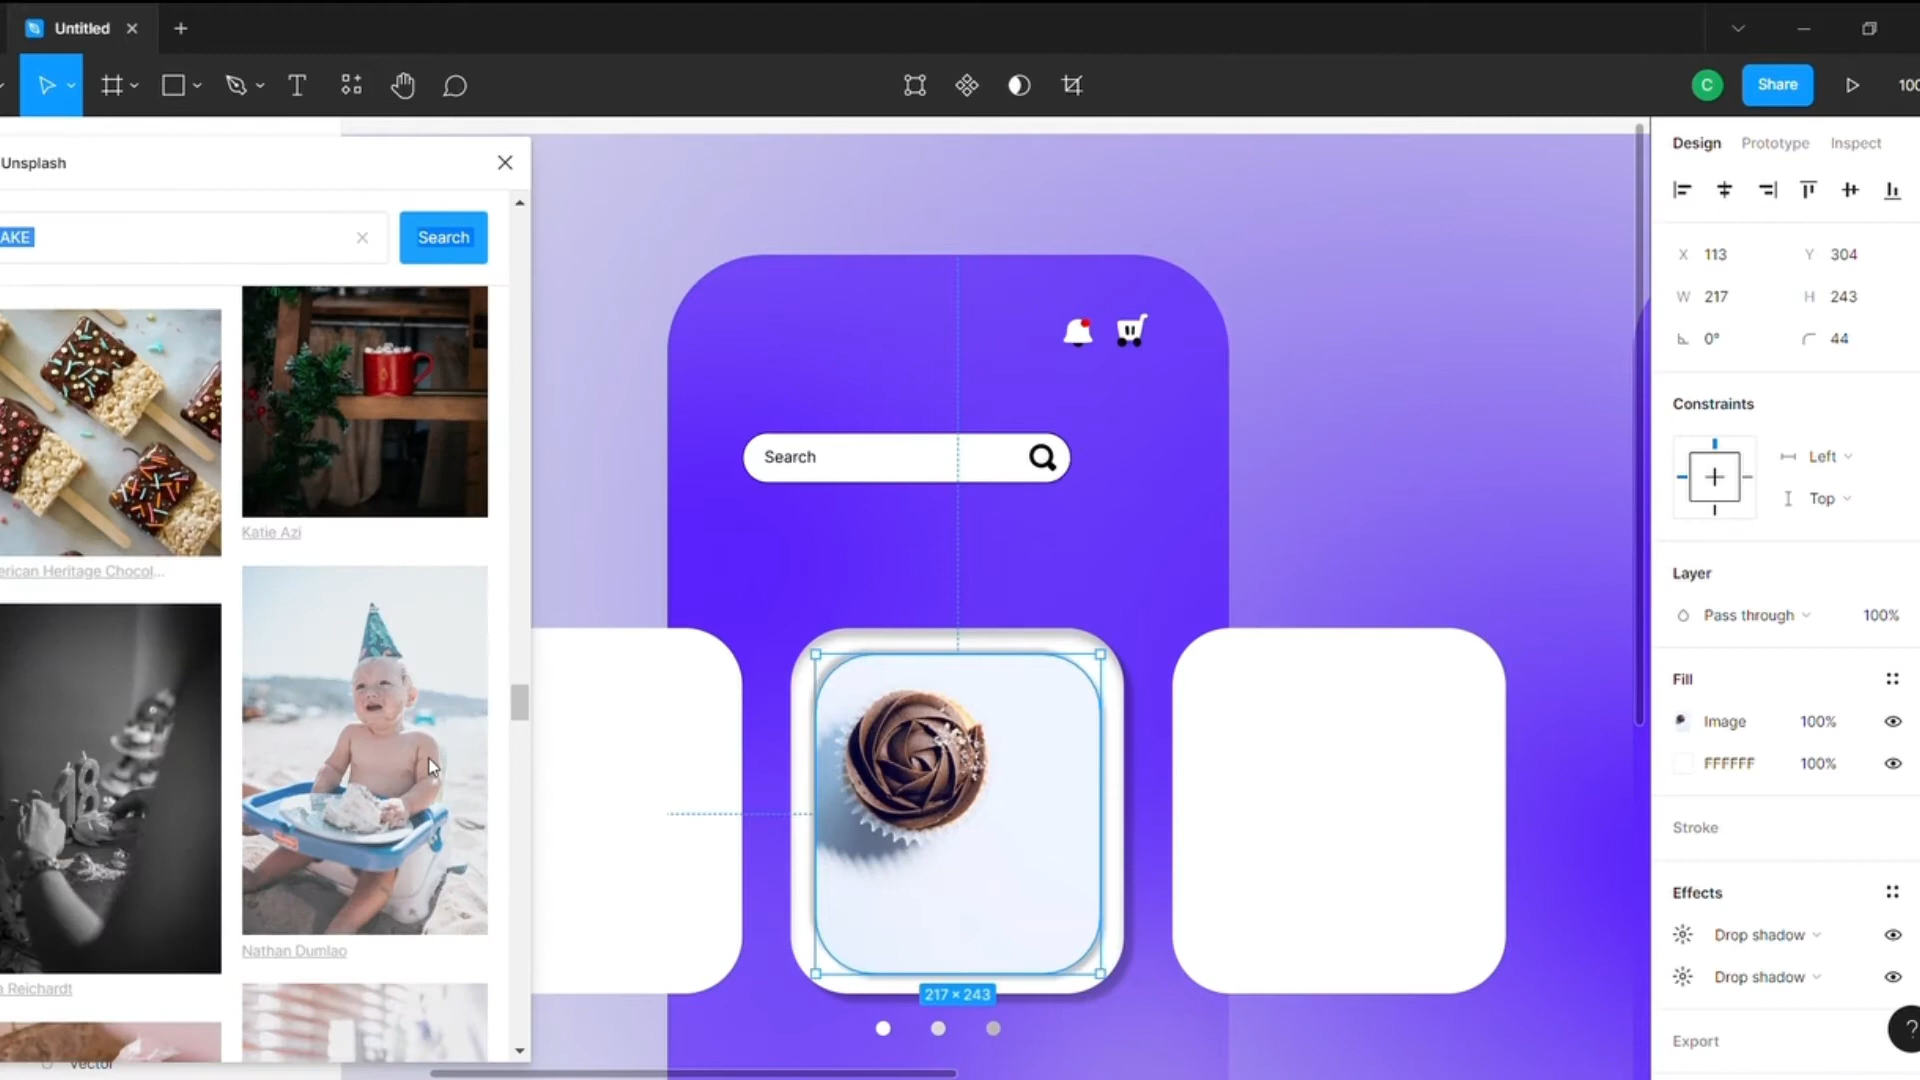 Untitled
C
Share
100
Unsplash
AKE
Search
Katie Azi
erican Heritage Chocol...
Nathan Dumlao
Reichardt
Vector
Search
217 × 243
Design Prototype Inspect
X 113 Y 304
W 217 H 243
0° 44
Constraints
Left
Top
Layer
Pass through 100%
Fill
Image 100%
FFFFFF 100%
Stroke
Effects
Drop shadow
Drop shadow
Export
?